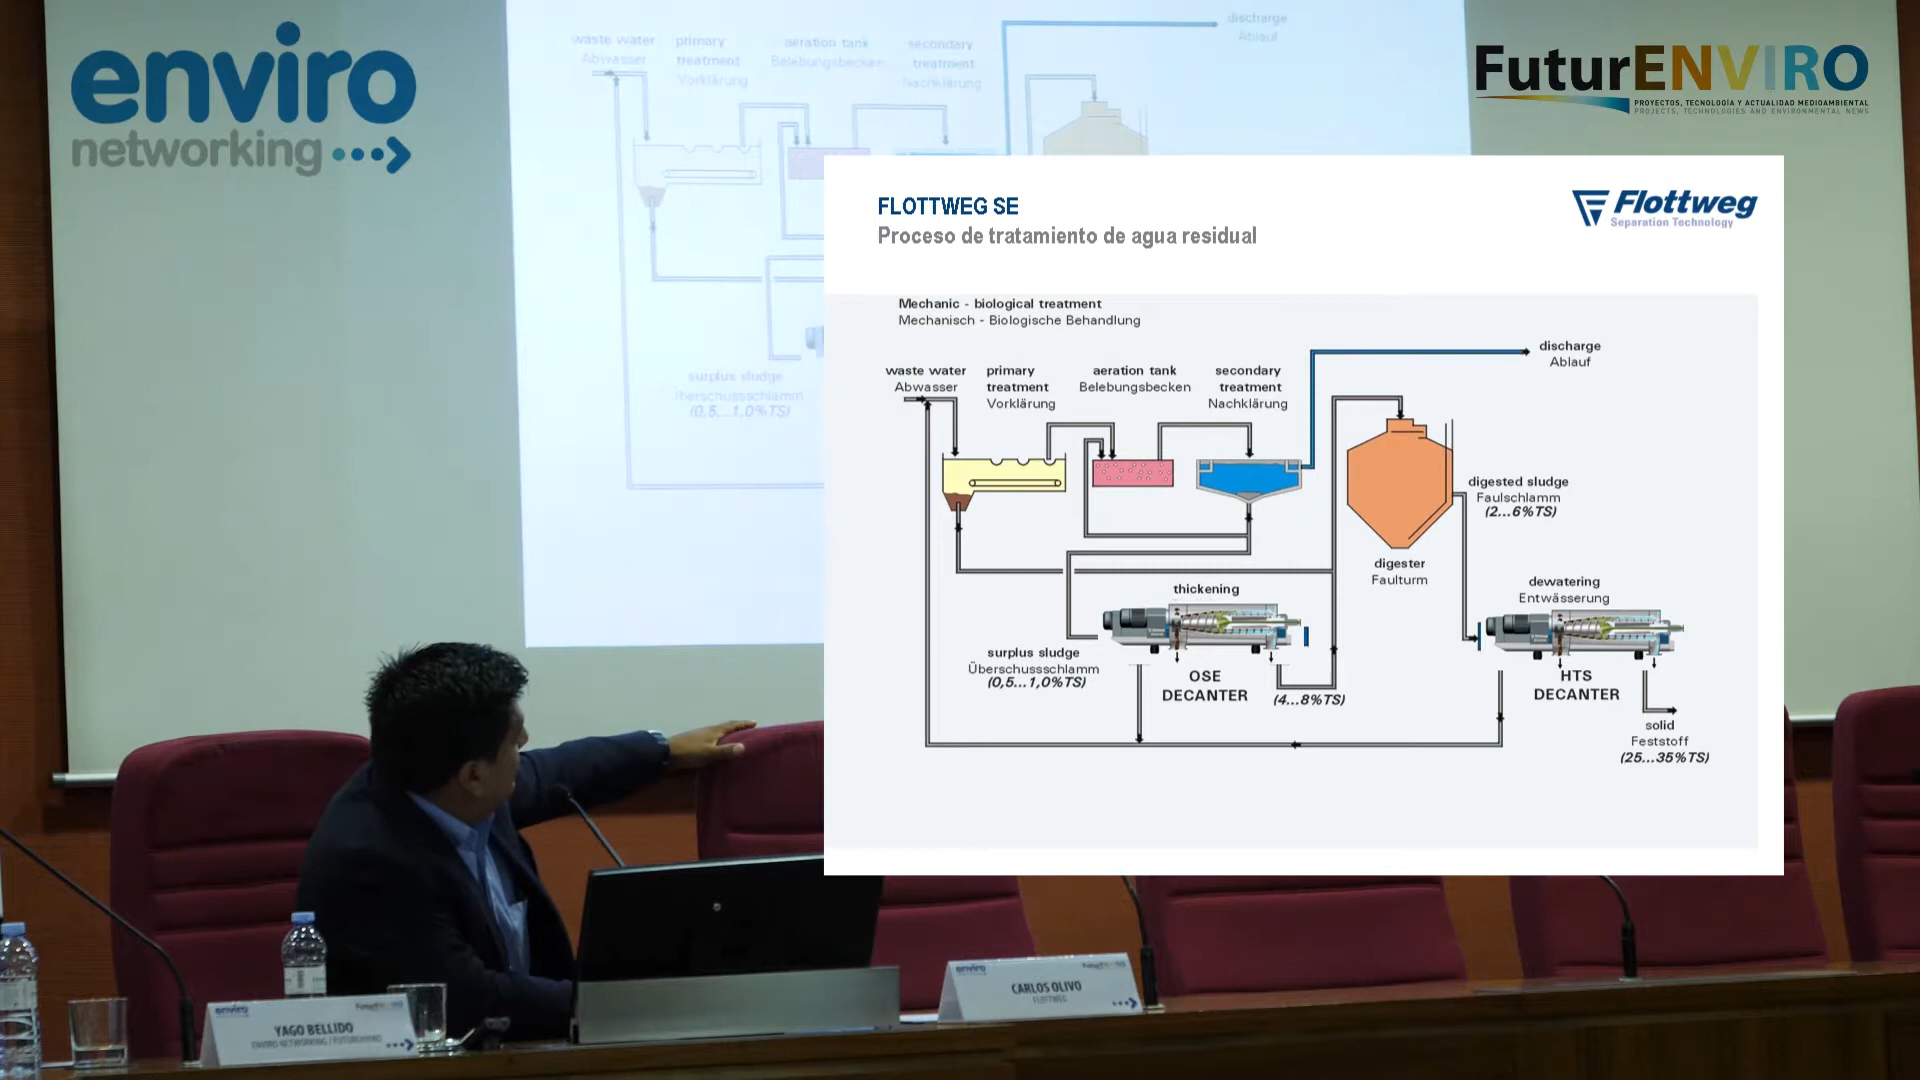 enviro
networking
FuturENVIRO
PROYECTOS, TECNOLOGÍA Y ACTUALIDAD MEDIOAMBIENTAL
PROJECTS, TECHNOLOGIES AND ENVIRONMENTAL NEWS
waste water
Abwasser
primary
treatment
Vorklärung
aeration tank
Belebungsbecken
secondary
treatment
Nachklärung
discharge
Ablauf
surplus sludge
Überschussschlamm
(0,5...1,0%TS)
FLOTTWEG SE
Proceso de tratamiento de agua residual
Flottweg
Separation Technology
Mechanic - biological treatment
Mechanisch - Biologische Behandlung
waste water
Abwasser
primary
treatment
Vorklärung
aeration tank
Belebungsbecken
secondary
treatment
Nachklärung
discharge
Ablauf
digested sludge
Faulschlamm
(2...6%TS)
digester
Faulturm
thickening
dewatering
Entwässerung
surplus sludge
Überschussschlamm
(0,5...1,0%TS)
OSE
DECANTER
(4...8%TS)
HTS
DECANTER
solid
Feststoff
(25...35%TS)
enviro
YAGO BELLIDO
ENVIRO NETWORKING / FUTURENVIRO
enviro
FuturENVIRO
CARLOS OLIVO
FLOTTWEG